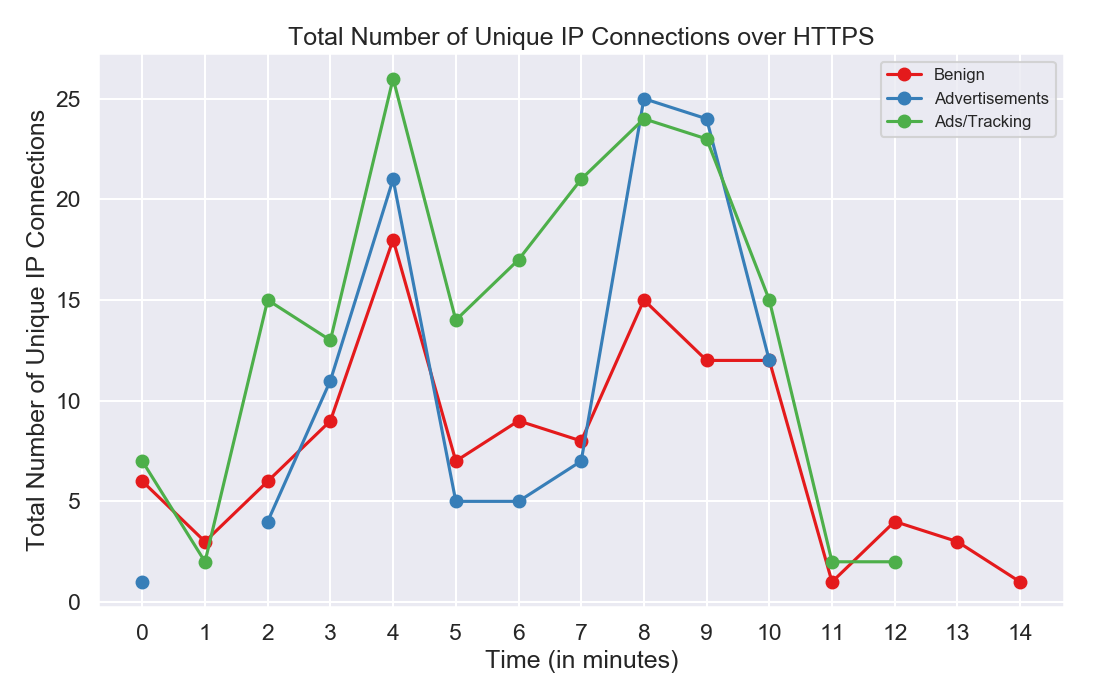 Total Number of Unique IP Connections over HTTPS
Benign
Advertisements
Ads/Tracking
Total Number of Unique IP Connections
25
20
15
10
5
0
0 1 2 3 4 5 6 7 8 9 10 11 12 13 14
Time (in minutes)